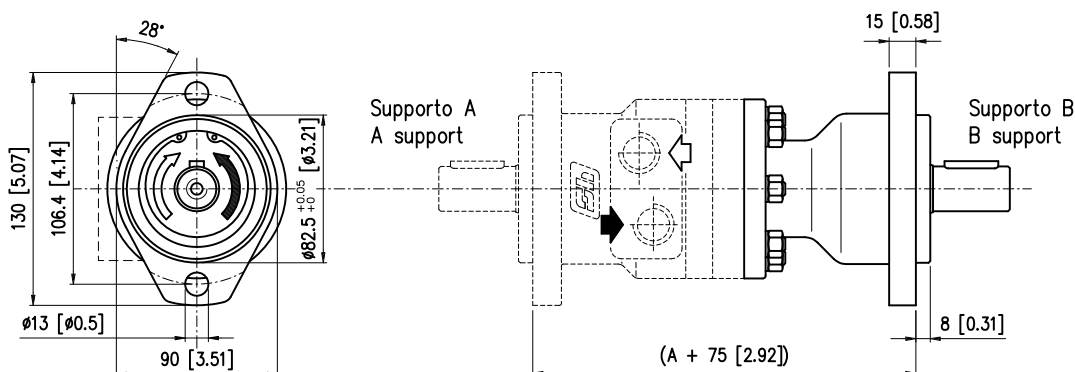 28°
15 [0.58]
Supporto A
A support
Supporto B
B support
130 [5.07]
106.4 [4.14]
ø82.5 +0.05 +0 [ø3.21]
ø13 [ø0.5]
90 [3.51]
(A + 75 [2.92])
8 [0.31]